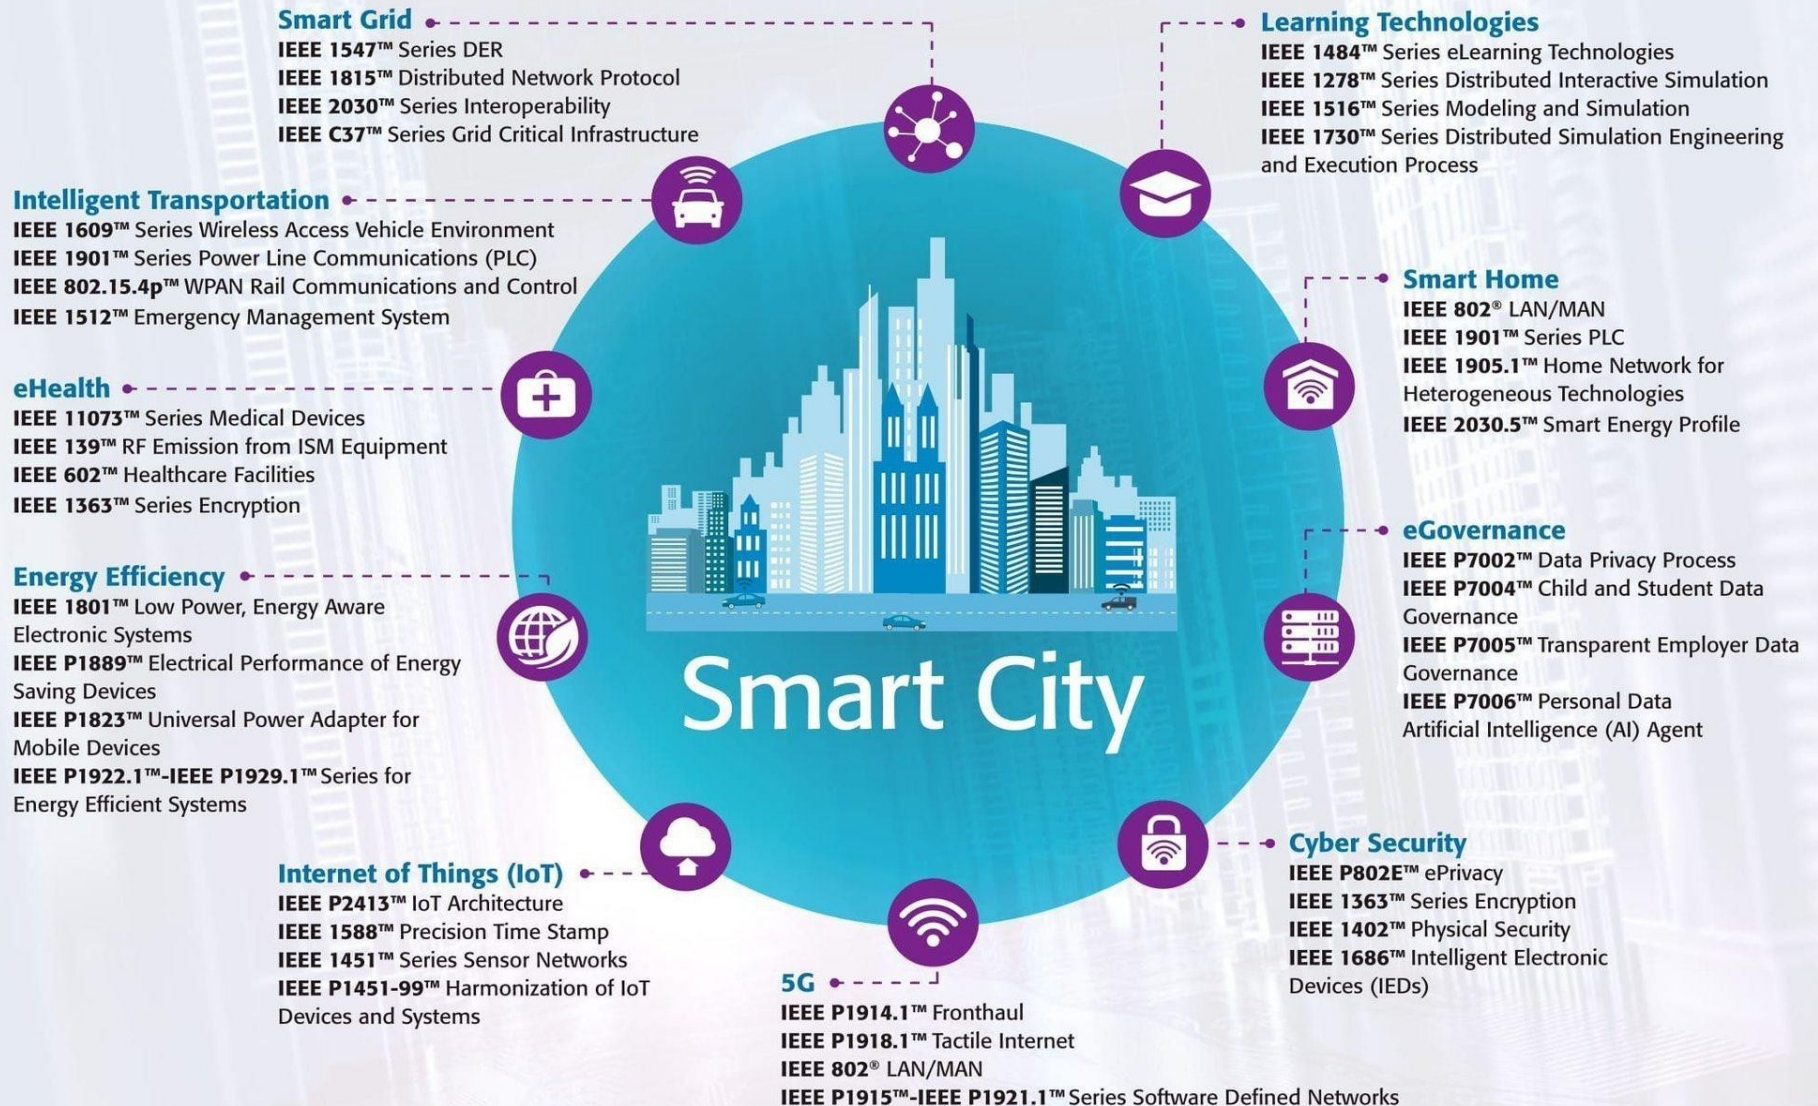 Smart Grid
IEEE 1547™ Series DER
IEEE 1815™ Distributed Network Protocol
IEEE 2030™ Series Interoperability
IEEE C37™ Series Grid Critical Infrastructure
Learning Technologies
IEEE 1484™ Series eLearning Technologies
IEEE 1278™ Series Distributed Interactive Simulation
IEEE 1516™ Series Modeling and Simulation
IEEE 1730™ Series Distributed Simulation Engineering
and Execution Process
Intelligent Transportation
IEEE 1609™ Series Wireless Access Vehicle Environment
IEEE 1901™ Series Power Line Communications (PLC)
IEEE 802.15.4p™ WPAN Rail Communications and Control
IEEE 1512™ Emergency Management System
Smart Home
IEEE 802® LAN/MAN
IEEE 1901™ Series PLC
IEEE 1905.1™ Home Network for
Heterogeneous Technologies
IEEE 2030.5™ Smart Energy Profile
eHealth
IEEE 11073™ Series Medical Devices
IEEE 139™ RF Emission from ISM Equipment
IEEE 602™ Healthcare Facilities
IEEE 1363™ Series Encryption
eGovernance
IEEE P7002™ Data Privacy Process
IEEE P7004™ Child and Student Data
Governance
IEEE P7005™ Transparent Employer Data
Governance
IEEE P7006™ Personal Data
Artificial Intelligence (AI) Agent
Energy Efficiency
IEEE 1801™ Low Power, Energy Aware
Electronic Systems
IEEE P1889™ Electrical Performance of Energy
Saving Devices
IEEE P1823™ Universal Power Adapter for
Mobile Devices
IEEE P1922.1™-IEEE P1929.1™ Series for
Energy Efficient Systems
Smart City
Cyber Security
IEEE P802E™ ePrivacy
IEEE 1363™ Series Encryption
IEEE 1402™ Physical Security
IEEE 1686™ Intelligent Electronic
Devices (IEDs)
Internet of Things (IoT)
IEEE P2413™ IoT Architecture
IEEE 1588™ Precision Time Stamp
IEEE 1451™ Series Sensor Networks
IEEE P1451-99™ Harmonization of IoT
Devices and Systems
5G
IEEE P1914.1™ Fronthaul
IEEE P1918.1™ Tactile Internet
IEEE 802® LAN/MAN
IEEE P1915™-IEEE P1921.1™ Series Software Defined Networks